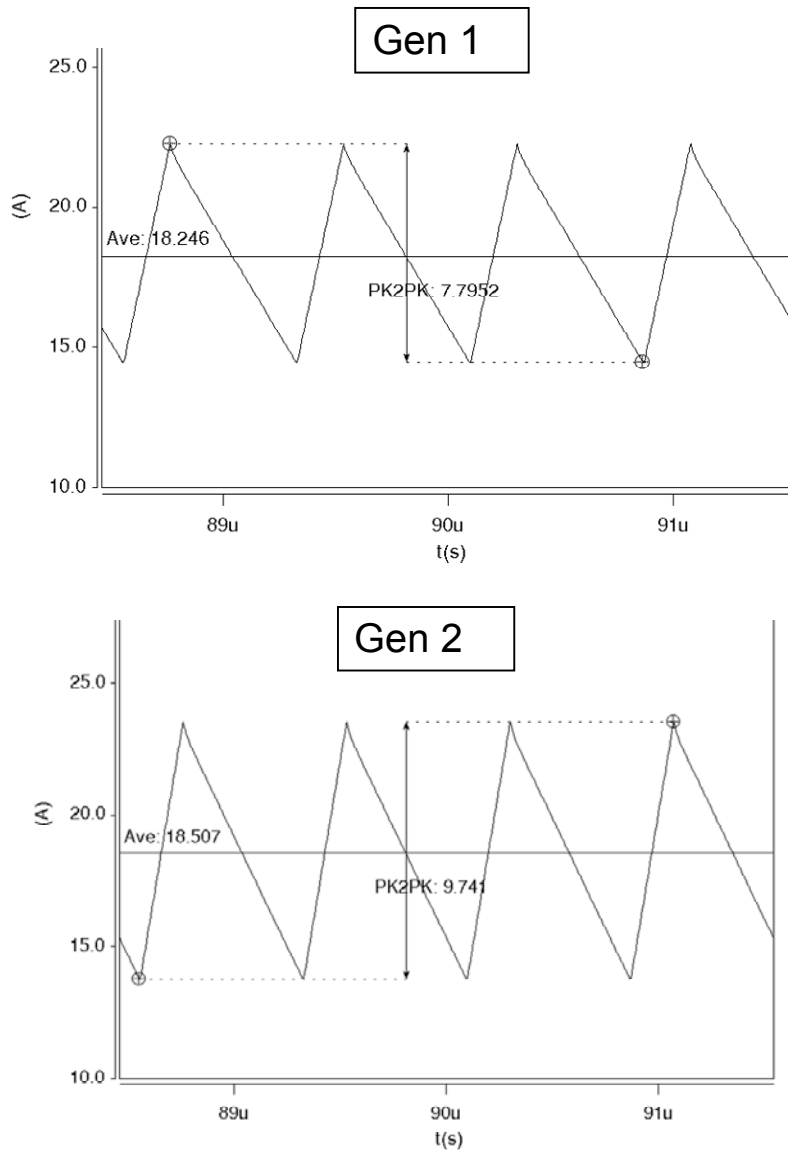 Gen 1
25.0
20.0
(A)
Ave: 18.246
PK2PK: 7.7952
15.0
10.0
89u
90u
91u
t(s)
Gen 2
25.0
20.0
(A)
Ave: 18.507
PK2PK: 9.741
15.0
10.0
89u
90u
91u
t(s)